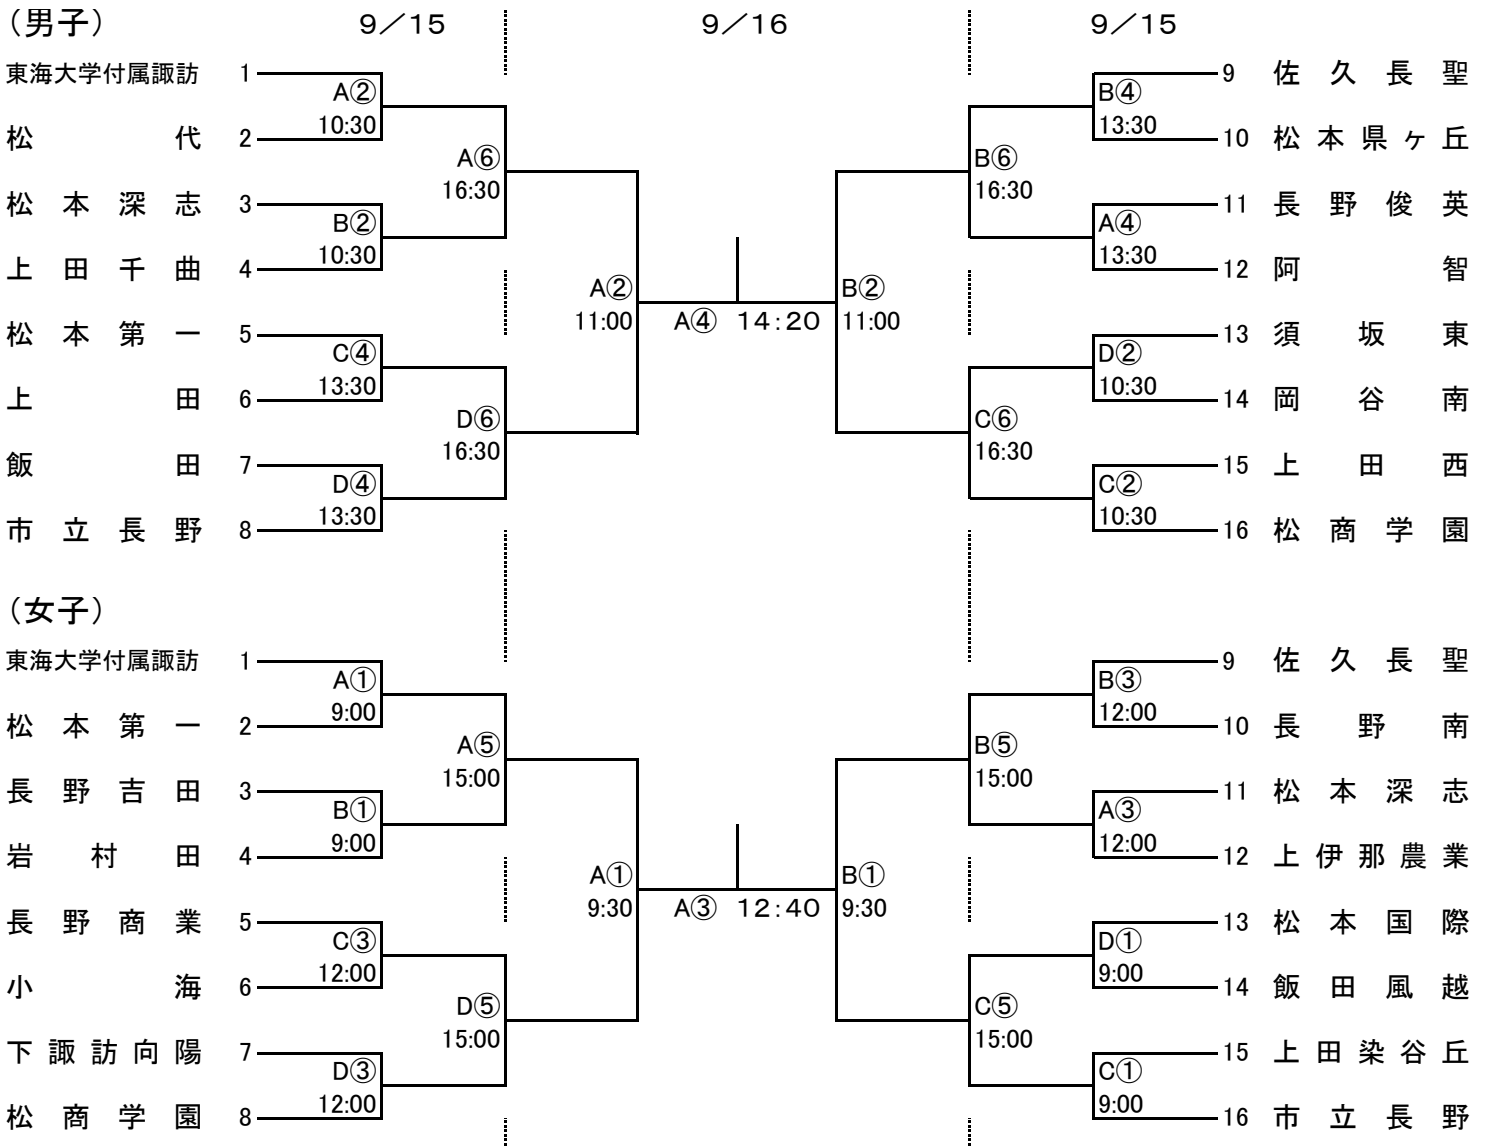 （男子）　9／15　9／16　9／15
東海大学付属諏訪 1　9 佐久長聖
A②　B④
10:30　13:30
松代 2　10 松本県ヶ丘
A⑥　B⑥
16:30　16:30
松本深志 3　11 長野俊英
B②　A④
10:30　13:30
上田千曲 4　12 阿智
A②　B②
11:00　A④ 14:20　11:00
松本第一 5　13 須坂東
C④　D②
13:30　10:30
上田 6　14 岡谷南
D⑥　C⑥
16:30　16:30
飯田 7　15 上田西
D④　C②
13:30　10:30
市立長野 8　16 松商学園
（女子）
東海大学付属諏訪 1　9 佐久長聖
A①　B③
9:00　12:00
松本第一 2　10 長野南
A⑤　B⑤
15:00　15:00
長野吉田 3　11 松本深志
B①　A③
9:00　12:00
岩村田 4　12 上伊那農業
A①　B①
9:30　A③ 12:40　9:30
長野商業 5　13 松本国際
C③　D①
12:00　9:00
小海 6　14 飯田風越
D⑤　C⑤
15:00　15:00
下諏訪向陽 7　15 上田染谷丘
D③　C①
12:00　9:00
松商学園 8　16 市立長野